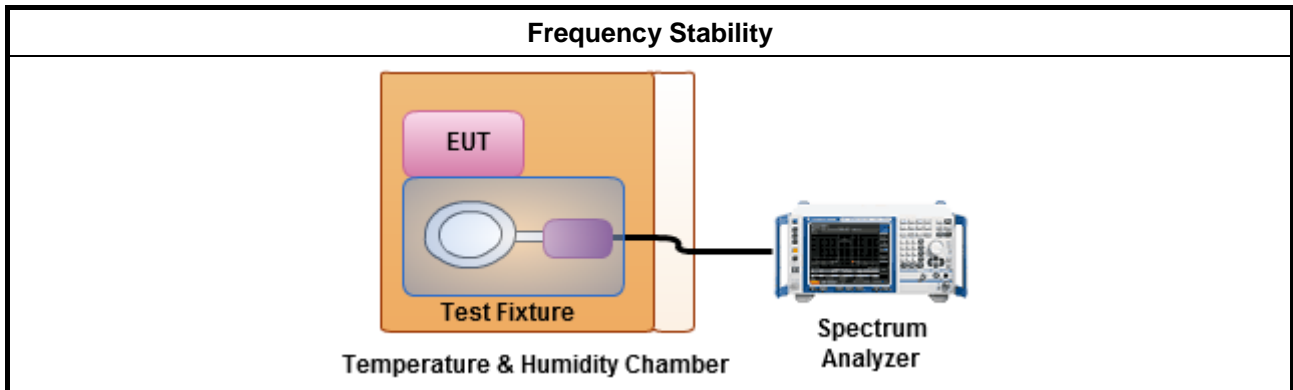 Frequency Stability
EUT
Test Fixture
Temperature & Humidity Chamber
Spectrum
Analyzer